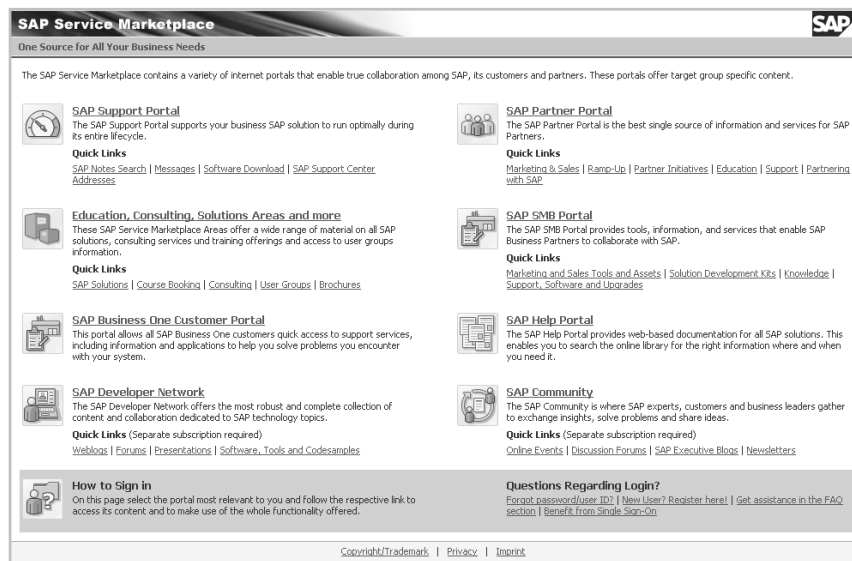 SAP Service Marketplace
SAP
One Source for All Your Business Needs
The SAP Service Marketplace contains a variety of internet portals that enable true collaboration among SAP, its customers and partners. These portals offer target group specific content.
SAP Support Portal
The SAP Support Portal supports your business SAP solution to run optimally during
its entire lifecycle.
Quick Links
SAP Notes Search | Messages | Software Download | SAP Support Center
Addresses
SAP Partner Portal
The SAP Partner Portal is the best single source of information and services for SAP
Partners.
Quick Links
Marketing & Sales | Ramp-Up | Partner Initiatives | Education | Support | Partnering
with SAP
Education, Consulting, Solutions Areas and more
These SAP Service Marketplace Areas offer a wide range of material on all SAP
solutions, consulting services und training offerings and access to user groups
information.
Quick Links
SAP Solutions | Course Booking | Consulting | User Groups | Brochures
SAP SMB Portal
The SAP SMB Portal provides tools, information, and services that enable SAP
Business Partners to collaborate with SAP.
Quick Links
Marketing and Sales Tools and Assets | Solution Development Kits | Knowledge |
Support, Software and Upgrades
SAP Business One Customer Portal
This portal allows all SAP Business One customers quick access to support services,
including information and applications to help you solve problems you encounter
with your system.
SAP Help Portal
The SAP Help Portal provides web-based documentation for all SAP solutions. This
enables you to search the online library for the right information where and when
you need it.
SAP Developer Network
The SAP Developer Network offers the most robust and complete collection of
content and collaboration dedicated to SAP technology topics.
Quick Links (Separate subscription required)
Weblogs | Forums | Presentations | Software, Tools and Codesamples
SAP Community
The SAP Community is where SAP experts, customers and business leaders gather
to exchange insights, solve problems and share ideas.
Quick Links (Separate subscription required)
Online Events | Discussion Forums | SAP Executive Blogs | Newsletters
How to Sign in
On this page select the portal most relevant to you and follow the respective link to
access its content and to make use of the whole functionality offered.
Questions Regarding Login?
Forgot password/user ID? | New User? Register here! | Get assistance in the FAQ
section | Benefit from Single Sign-On
Copyright/Trademark | Privacy | Imprint